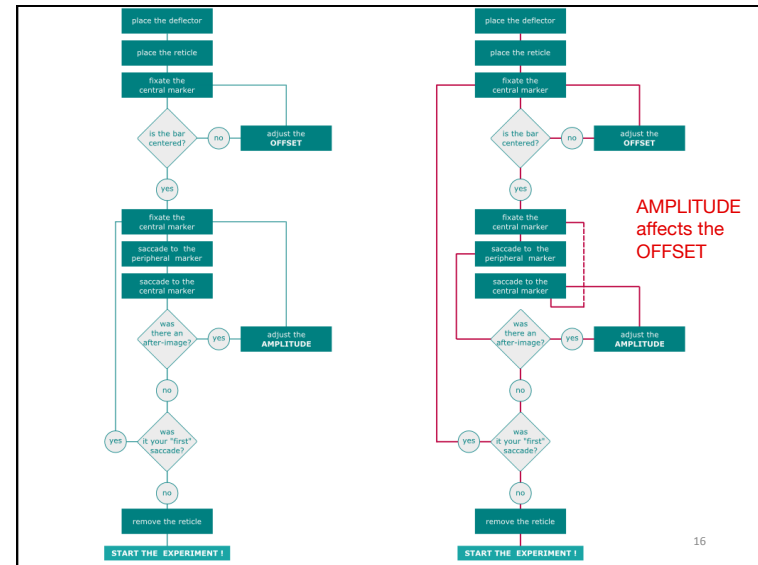 place the deflector
place the reticle
fixate the
central marker
is the bar
centered?
no
adjust the
OFFSET
yes
fixate the
central marker
saccade to the
peripheral marker
saccade to the
central marker
was
there an
after-image?
yes
adjust the
AMPLITUDE
no
was
it your "first"
saccade?
yes
no
remove the reticle
START THE EXPERIMENT !
place the deflector
place the reticle
fixate the
central marker
is the bar
centered?
no
adjust the
OFFSET
yes
fixate the
central marker
saccade to the
peripheral marker
saccade to the
central marker
was
there an
after-image?
yes
adjust the
AMPLITUDE
no
was
it your "first"
saccade?
yes
no
remove the reticle
START THE EXPERIMENT !
AMPLITUDE
affects the
OFFSET
16